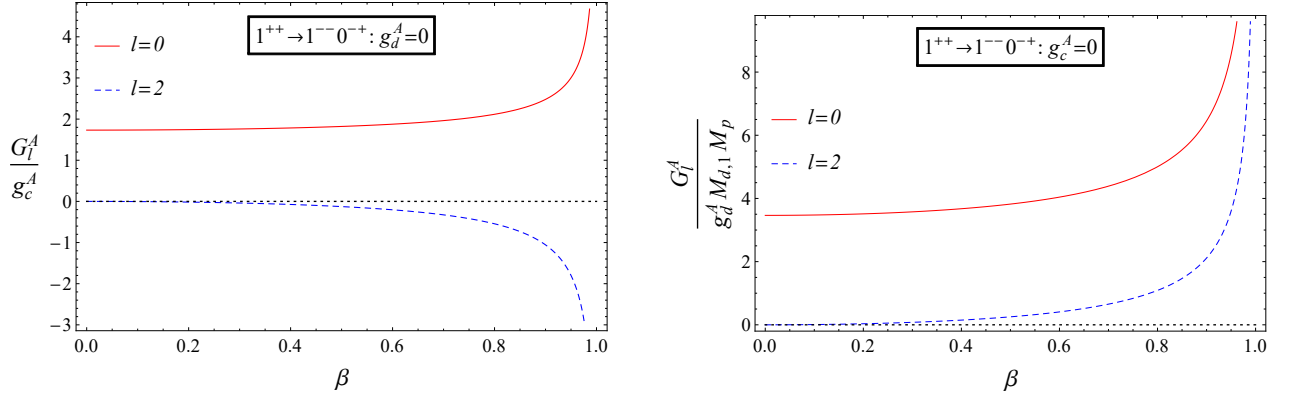 1⁺⁺→1⁻⁻0⁻⁺: g_d^A=0
l=0
l=2
G_l^A
g_c^A
4
3
2
1
0
−1
−2
−3
0.0 0.2 0.4 0.6 0.8 1.0
β
1⁺⁺→1⁻⁻0⁻⁺: g_c^A=0
l=0
l=2
G_l^A
g_d^A M_{d,1} M_p
8
6
4
2
0
0.0 0.2 0.4 0.6 0.8 1.0
β